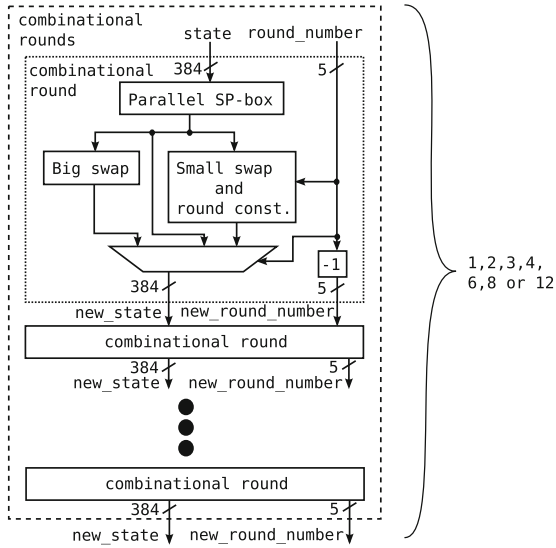 combinational
rounds
state round_number
combinational
round
384 5
Parallel SP-box
Big swap
Small swap
and
round const.
-1
384 5
new_state new_round_number
combinational round
384 5
new_state new_round_number
combinational round
384 5
new_state new_round_number
1,2,3,4,
6,8 or 12